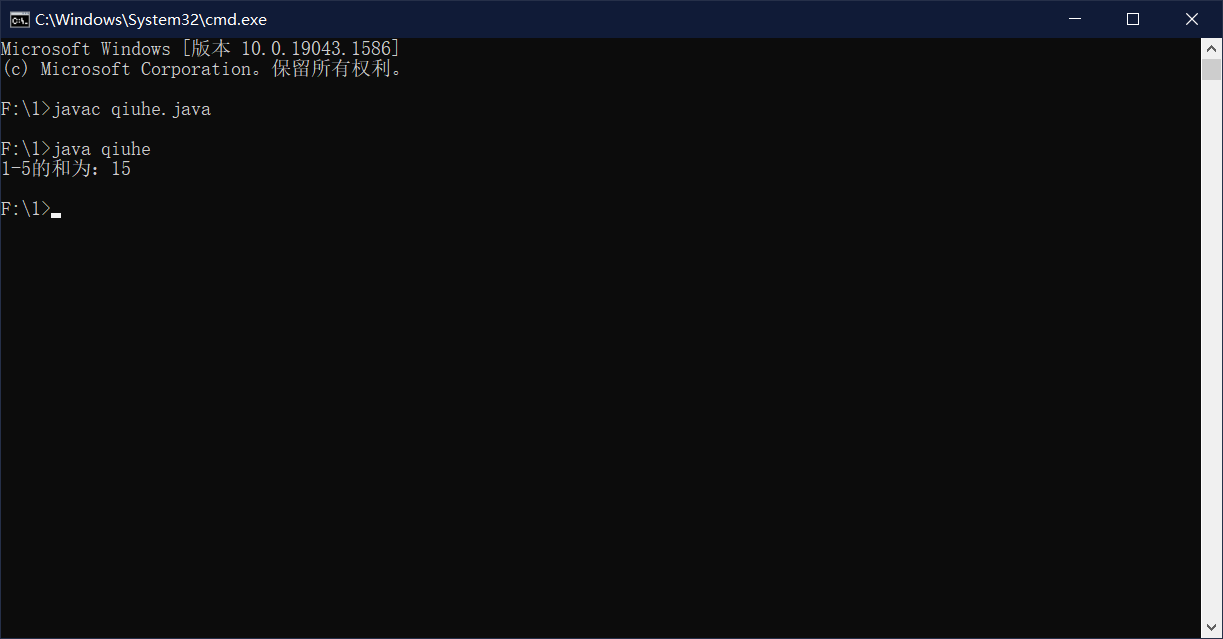 C:\Windows\System32\cmd.exe
Microsoft Windows [版本 10.0.19043.1586]
(c) Microsoft Corporation。保留所有权利。
F:\1>javac qiuhe.java
F:\1>java qiuhe
1-5的和为：15
F:\1>